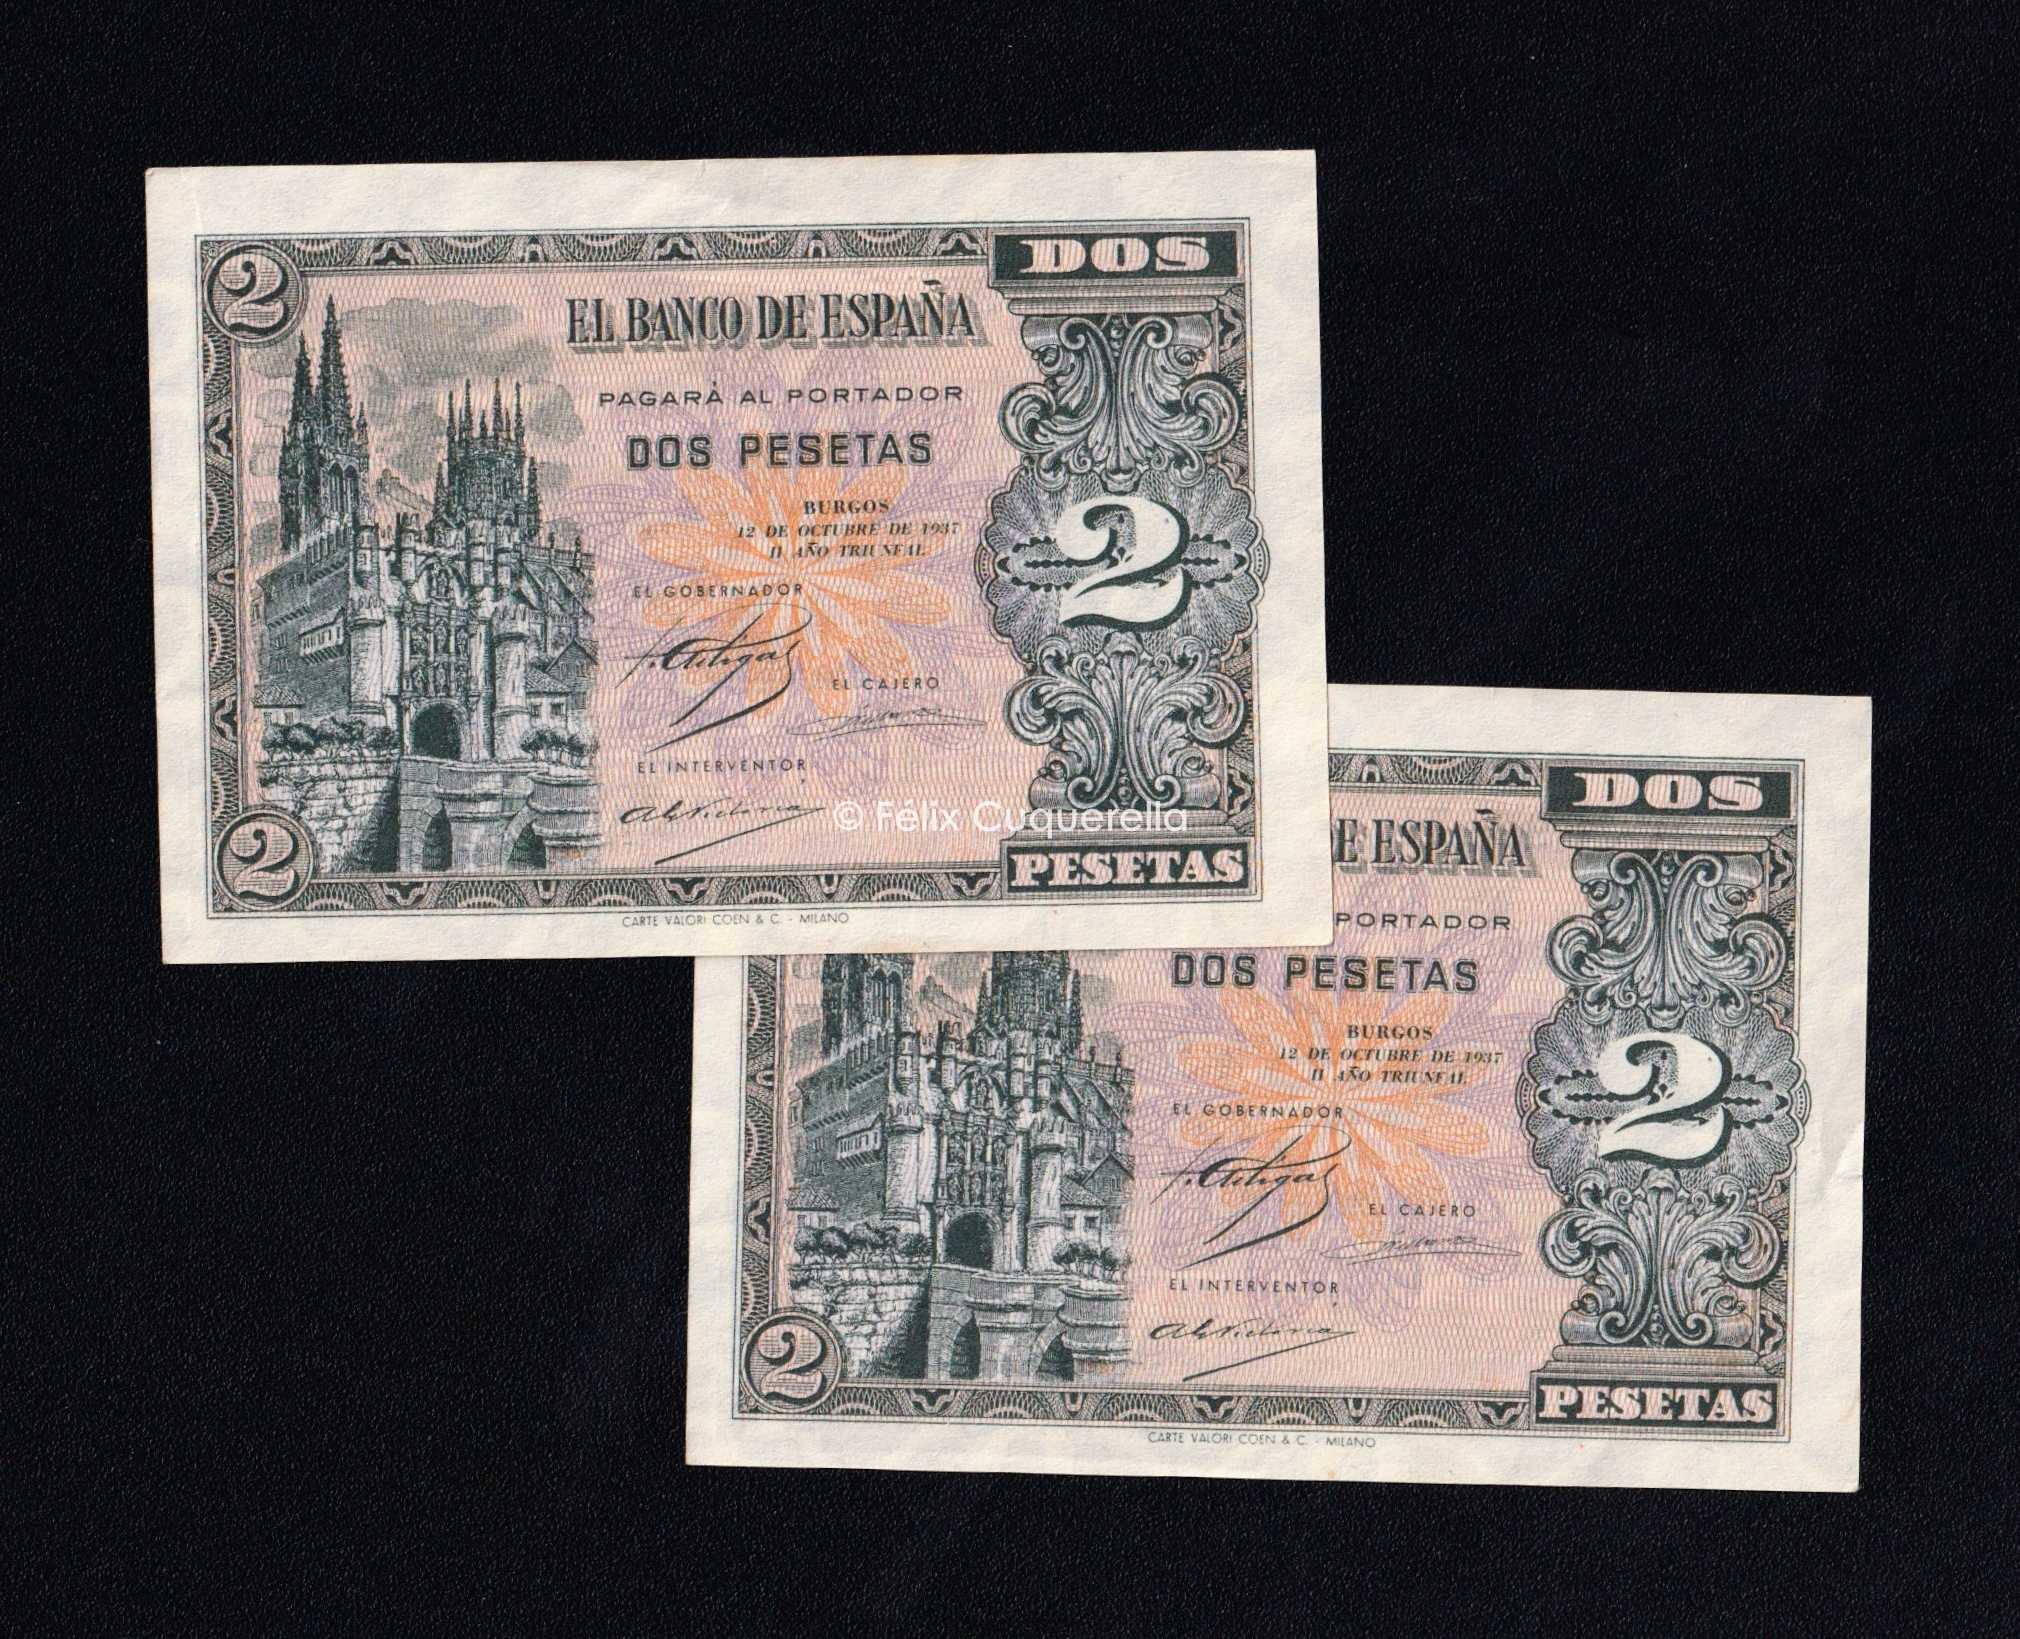 2
DOS
EL BANCO DE ESPAÑA
PAGARÀ AL PORTADOR
DOS PESETAS
BURGOS
12 DE OCTUBRE DE 1937
II AÑO TRIUNFAL
2
EL GOBERNADOR
EL CAJERO
EL INTERVENTOR
© Félix Cuquerella
2
PESETAS
CARTE VALORI COEN & C. - MILANO
DOS
E ESPAÑA
PORTADOR
DOS PESETAS
BURGOS
12 DE OCTUBRE DE 1937
II AÑO TRIUNFAL
2
EL GOBERNADOR
EL CAJERO
EL INTERVENTOR
2
PESETAS
CARTE VALORI COEN & C. - MILANO